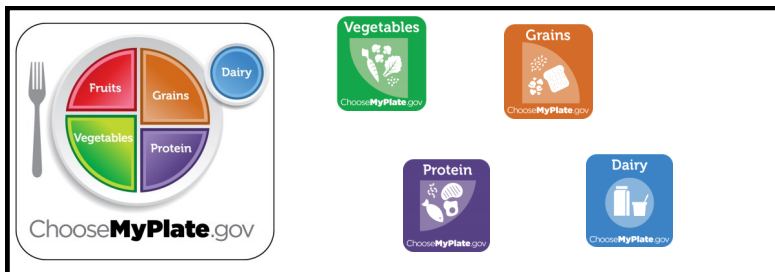 Fruits
Grains
Dairy
Vegetables
Protein
ChooseMyPlate.gov
Vegetables
ChooseMyPlate.gov
Grains
ChooseMyPlate.gov
Protein
ChooseMyPlate.gov
Dairy
ChooseMyPlate.gov